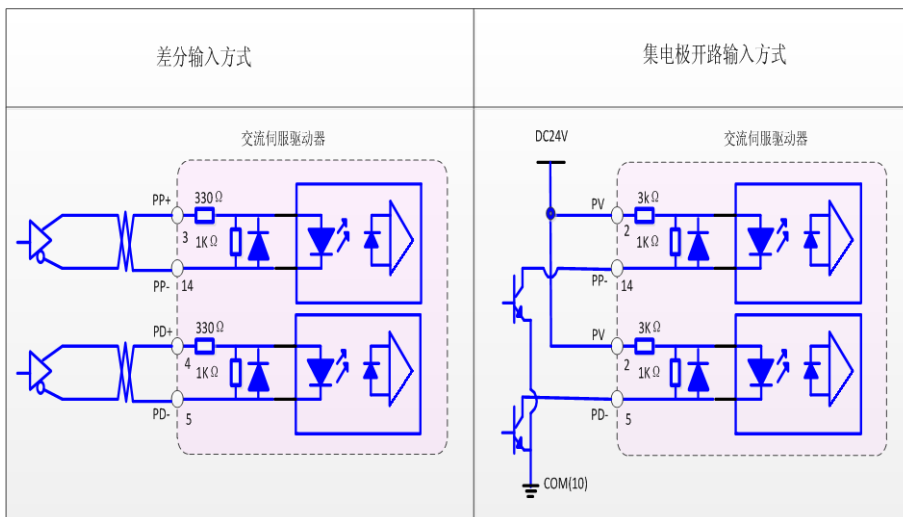 差分输入方式
集电极开路输入方式
交流伺服驱动器
PP+
330Ω
3
1KΩ
PP-
14
PD+
330Ω
4
1KΩ
PD-
5
DC24V
交流伺服驱动器
PV
3kΩ
2
1KΩ
PP-
14
PV
3KΩ
2
1KΩ
PD-
5
COM(10)